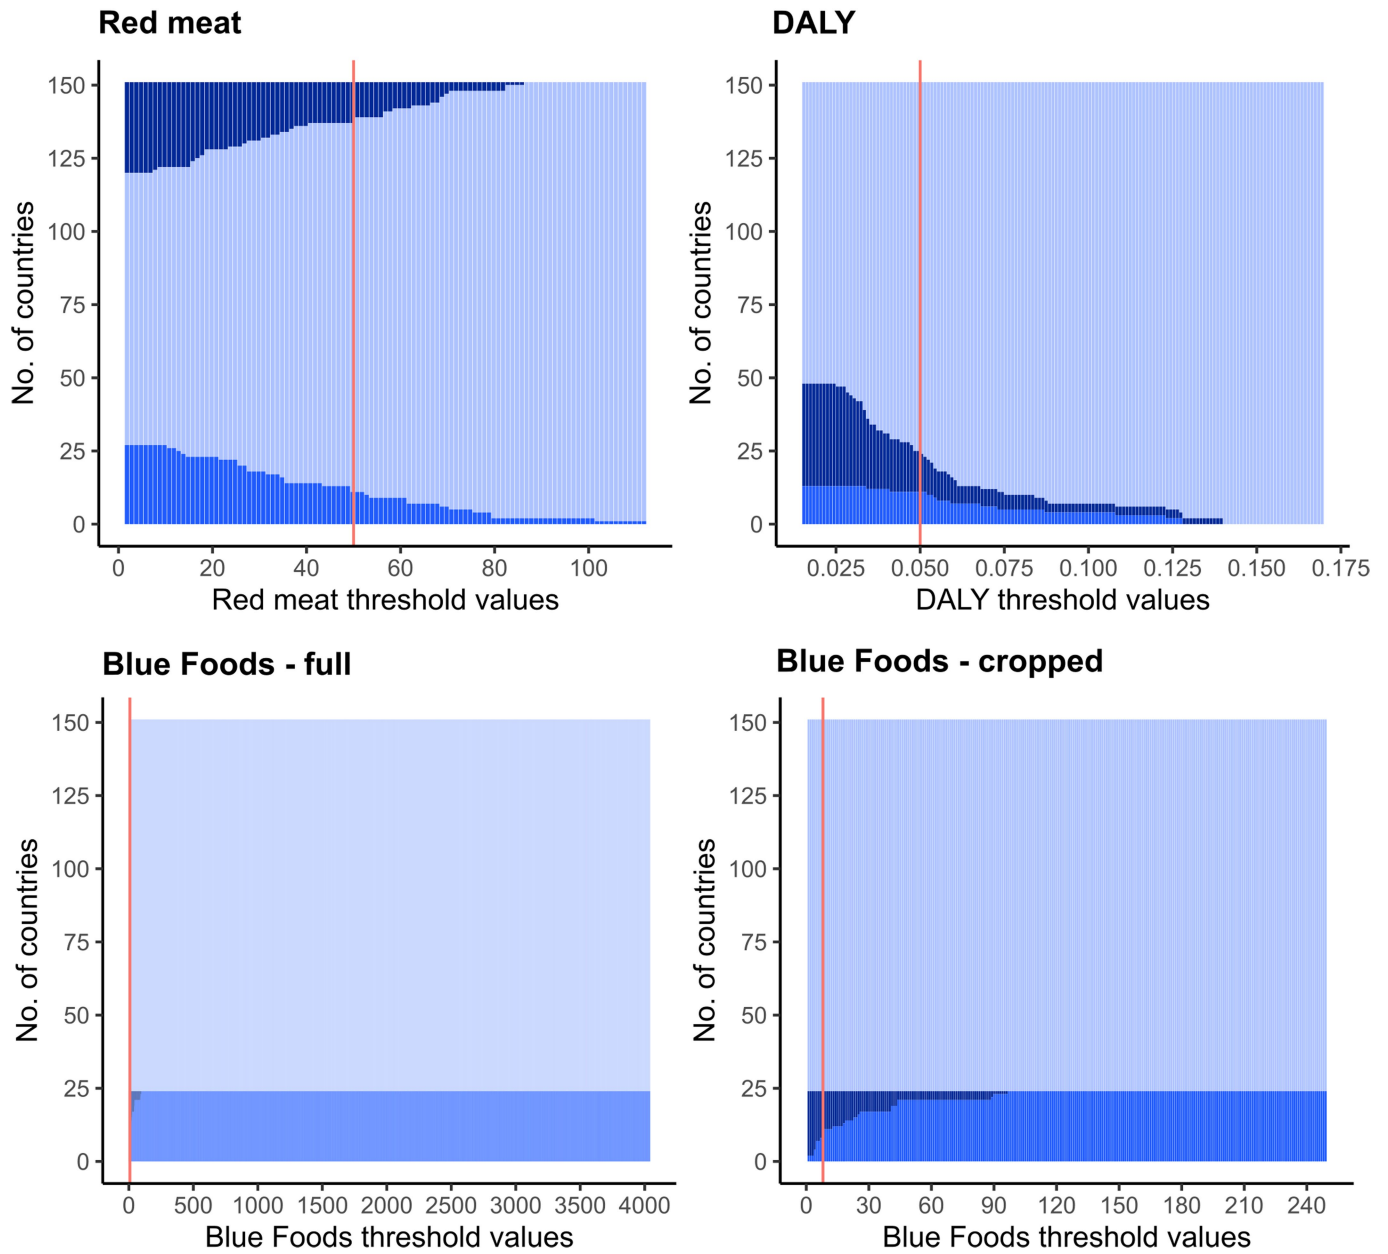 Red meat
No. of countries
150
125
100
75
50
25
0
0 20 40 60 80 100
Red meat threshold values
DALY
No. of countries
150
125
100
75
50
25
0
0.025 0.050 0.075 0.100 0.125 0.150 0.175
DALY threshold values
Blue Foods - full
No. of countries
150
125
100
75
50
25
0
0 500 1000 1500 2000 2500 3000 3500 4000
Blue Foods threshold values
Blue Foods - cropped
No. of countries
150
125
100
75
50
25
0
0 30 60 90 120 150 180 210 240
Blue Foods threshold values